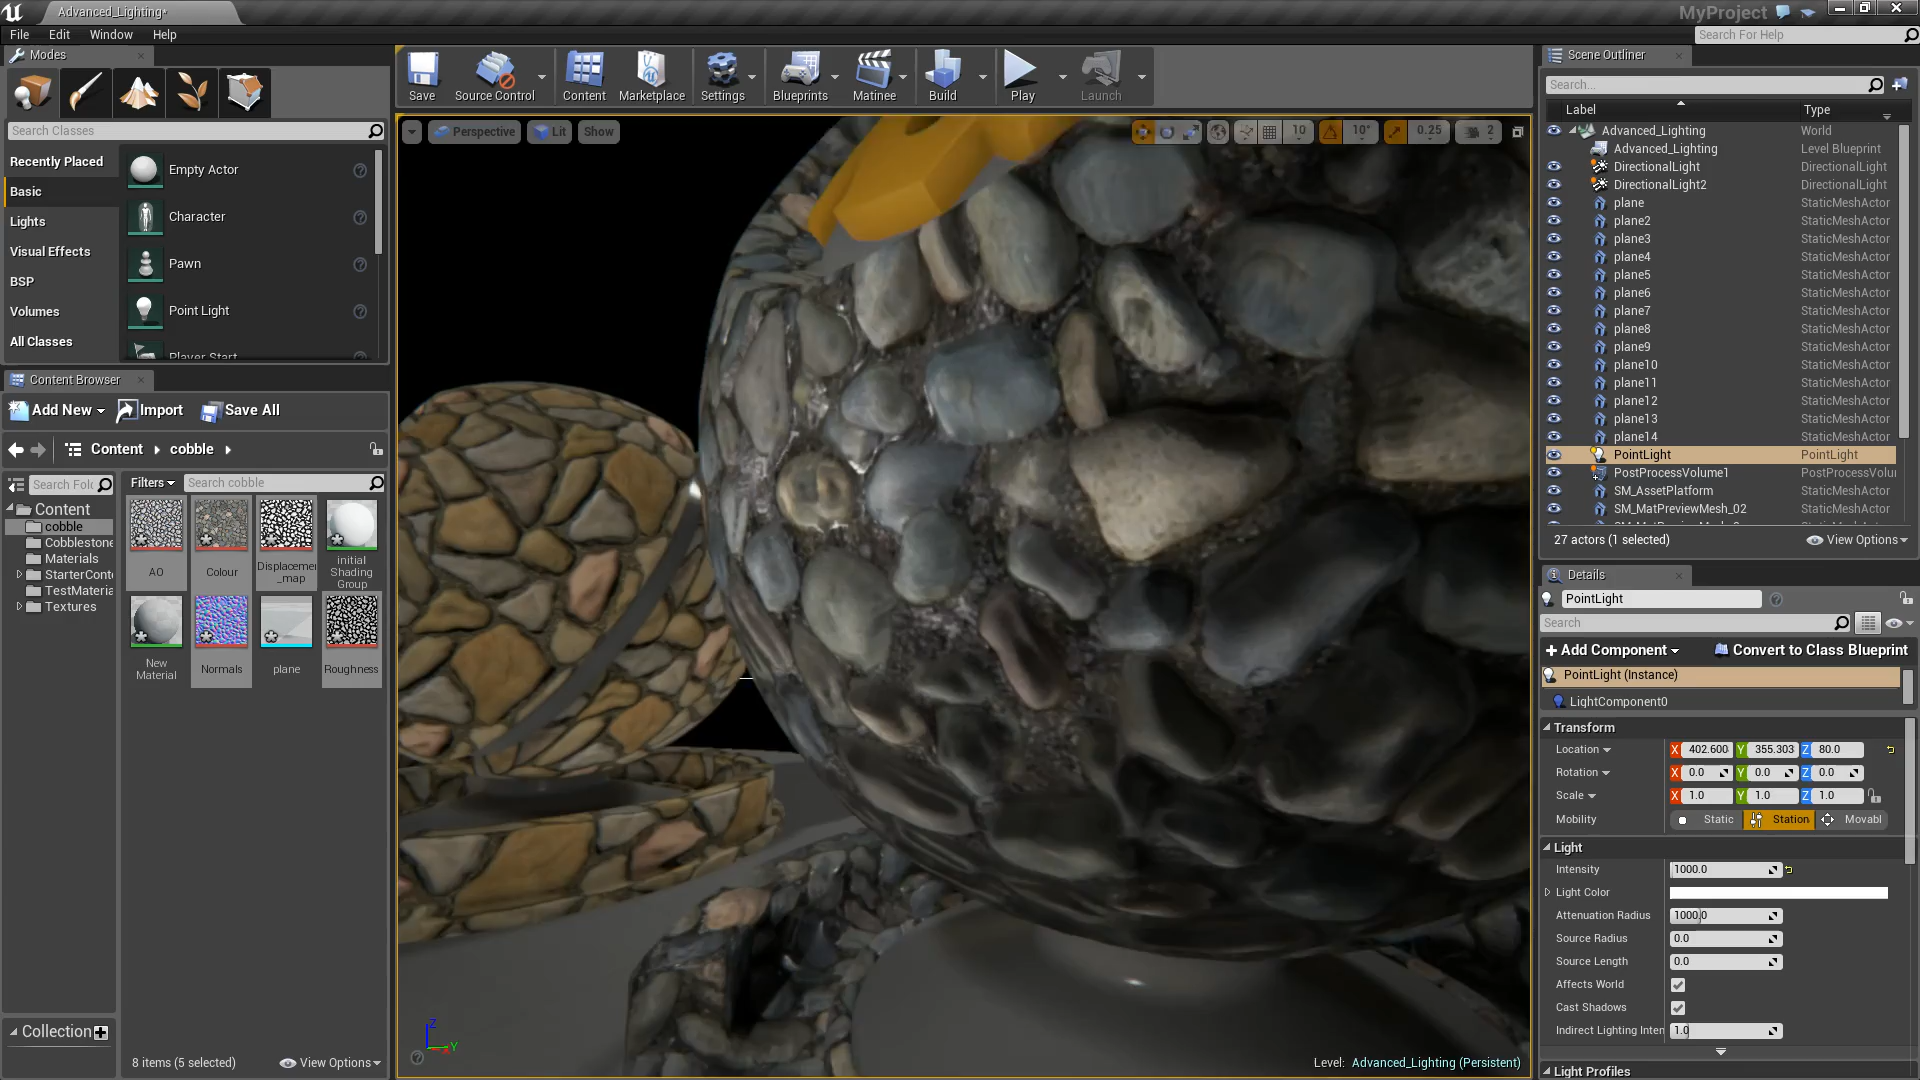 Advanced_Lighting*
MyProject
File Edit Window Help
Search For Help
Modes
Search Classes
Recently Placed
Basic
Lights
Visual Effects
BSP
Volumes
All Classes
Empty Actor
Character
Pawn
Point Light
Player Start
Save
Source Control
Content
Marketplace
Settings
Blueprints
Matinee
Build
Play
Launch
Perspective
Lit
Show
10
10°
0.25
2
Content Browser
Add New
Import
Save All
Content
cobble
Search Fol
Content
cobble
Cobblestone
Materials
StarterCont
TestMateria
Textures
Collection
Filters
Search cobble
AO
Colour
Displacemen
_map
initial
Shading
Group
New
Material
Normals
plane
Roughness
8 items (5 selected)
View Options
Level: Advanced_Lighting (Persistent)
Z
Y
Scene Outliner
Search...
Label Type
Advanced_Lighting World
Advanced_Lighting Level Blueprint
DirectionalLight DirectionalLight
DirectionalLight2 DirectionalLight
plane StaticMeshActor
plane2 StaticMeshActor
plane3 StaticMeshActor
plane4 StaticMeshActor
plane5 StaticMeshActor
plane6 StaticMeshActor
plane7 StaticMeshActor
plane8 StaticMeshActor
plane9 StaticMeshActor
plane10 StaticMeshActor
plane11 StaticMeshActor
plane12 StaticMeshActor
plane13 StaticMeshActor
plane14 StaticMeshActor
PointLight PointLight
PostProcessVolume1 PostProcessVolu
SM_AssetPlatform StaticMeshActor
SM_MatPreviewMesh_02 StaticMeshActor
27 actors (1 selected)
View Options
Details
PointLight
Search
Add Component
Convert to Class Blueprint
PointLight (Instance)
LightComponent0
Transform
Location X 402.600 Y 355.303 Z 80.0
Rotation X 0.0 Y 0.0 Z 0.0
Scale X 1.0 Y 1.0 Z 1.0
Mobility Static Station Movabl
Light
Intensity 1000.0
Light Color
Attenuation Radius 1000.0
Source Radius 0.0
Source Length 0.0
Affects World
Cast Shadows
Indirect Lighting Inten 1.0
Light Profiles